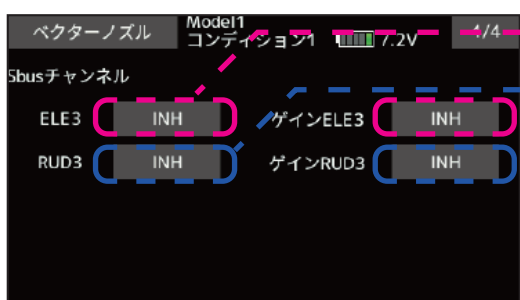 ベクターノズル Model1 4/4
コンディション1 7.2V
Sbusチャンネル
ELE3 INH ゲインELE3 INH
RUD3 INH ゲインRUD3 INH